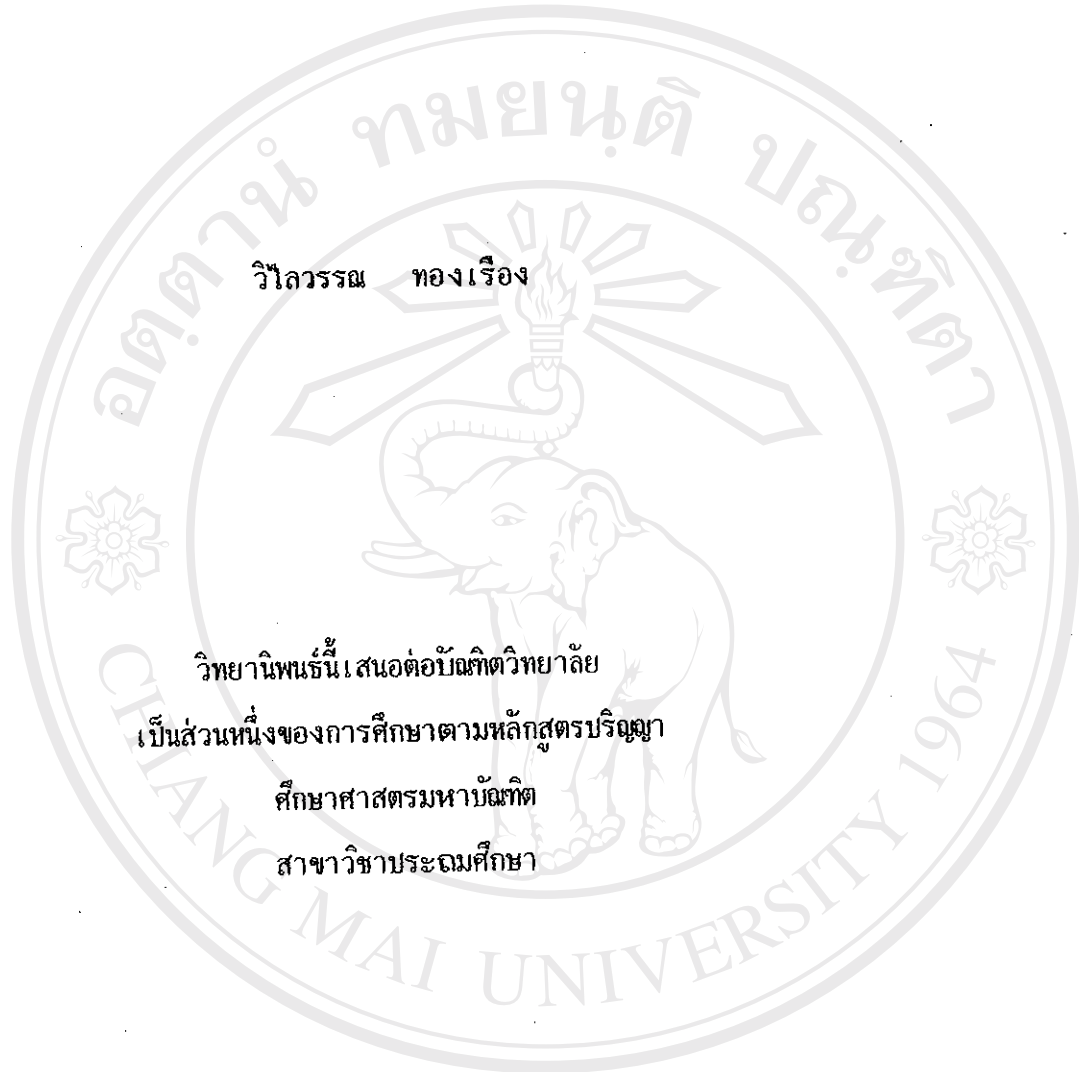 อตฺตานํ ทมยนฺติ ปณฺฑิตา
วิไลวรรณ ทองเรือง
วิทยานิพนธ์นี้เสนอต่อบัณฑิตวิทยาลัย
เป็นส่วนหนึ่งของการศึกษาตามหลักสูตรปริญญา
ศึกษาศาสตรมหาบัณฑิต
สาขาวิชาประถมศึกษา
CHIANG MAI UNIVERSITY 1964